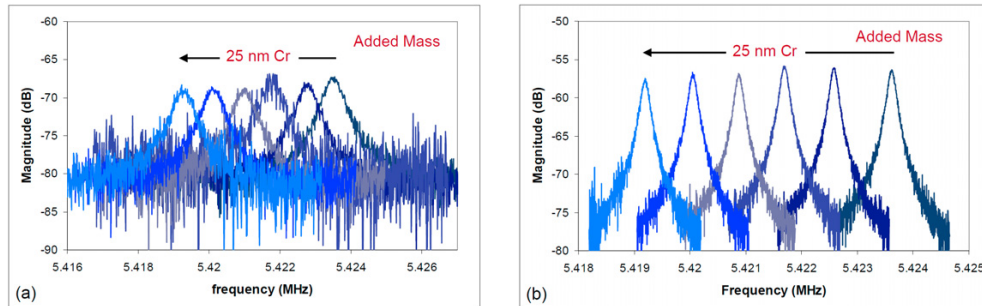 -60
-65
-70
-75
-80
-85
-90
Magnitude (dB)
Added Mass
25 nm Cr
5.416 5.418 5.42 5.422 5.424 5.426
frequency (MHz)
(a)
-50
-55
-60
-65
-70
-75
-80
Magnitude (dB)
Added Mass
25 nm Cr
5.418 5.419 5.42 5.421 5.422 5.423 5.424 5.425
Frequency (MHz)
(b)